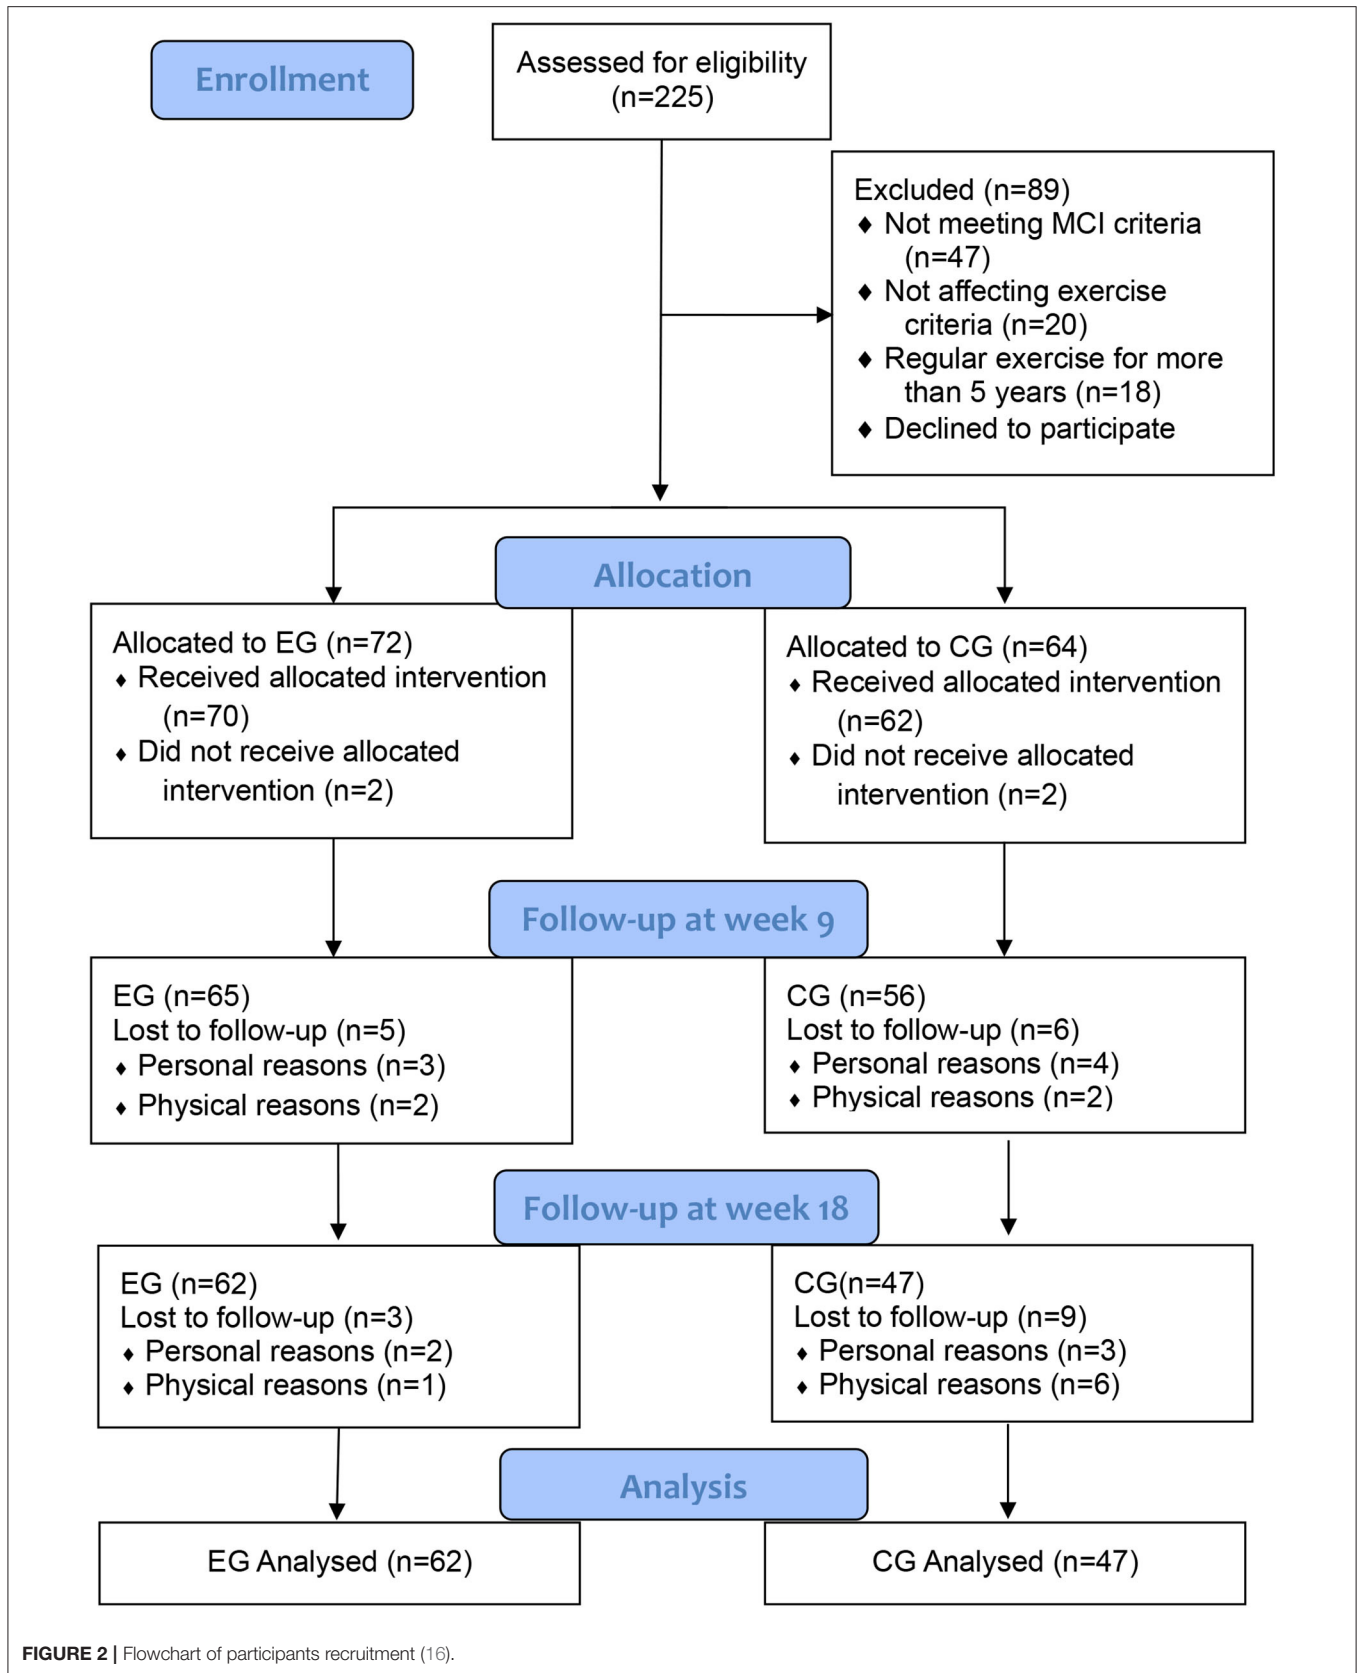 Enrollment
Assessed for eligibility
(n=225)
Excluded (n=89)
♦ Not meeting MCI criteria
(n=47)
♦ Not affecting exercise
criteria (n=20)
♦ Regular exercise for more
than 5 years (n=18)
♦ Declined to participate
Allocation
Allocated to EG (n=72)
♦ Received allocated intervention
(n=70)
♦ Did not receive allocated
intervention (n=2)
Allocated to CG (n=64)
♦ Received allocated intervention
(n=62)
♦ Did not receive allocated
intervention (n=2)
Follow-up at week 9
EG (n=65)
Lost to follow-up (n=5)
♦ Personal reasons (n=3)
♦ Physical reasons (n=2)
CG (n=56)
Lost to follow-up (n=6)
♦ Personal reasons (n=4)
♦ Physical reasons (n=2)
Follow-up at week 18
EG (n=62)
Lost to follow-up (n=3)
♦ Personal reasons (n=2)
♦ Physical reasons (n=1)
CG(n=47)
Lost to follow-up (n=9)
♦ Personal reasons (n=3)
♦ Physical reasons (n=6)
Analysis
EG Analysed (n=62)
CG Analysed (n=47)
FIGURE 2 | Flowchart of participants recruitment (16).